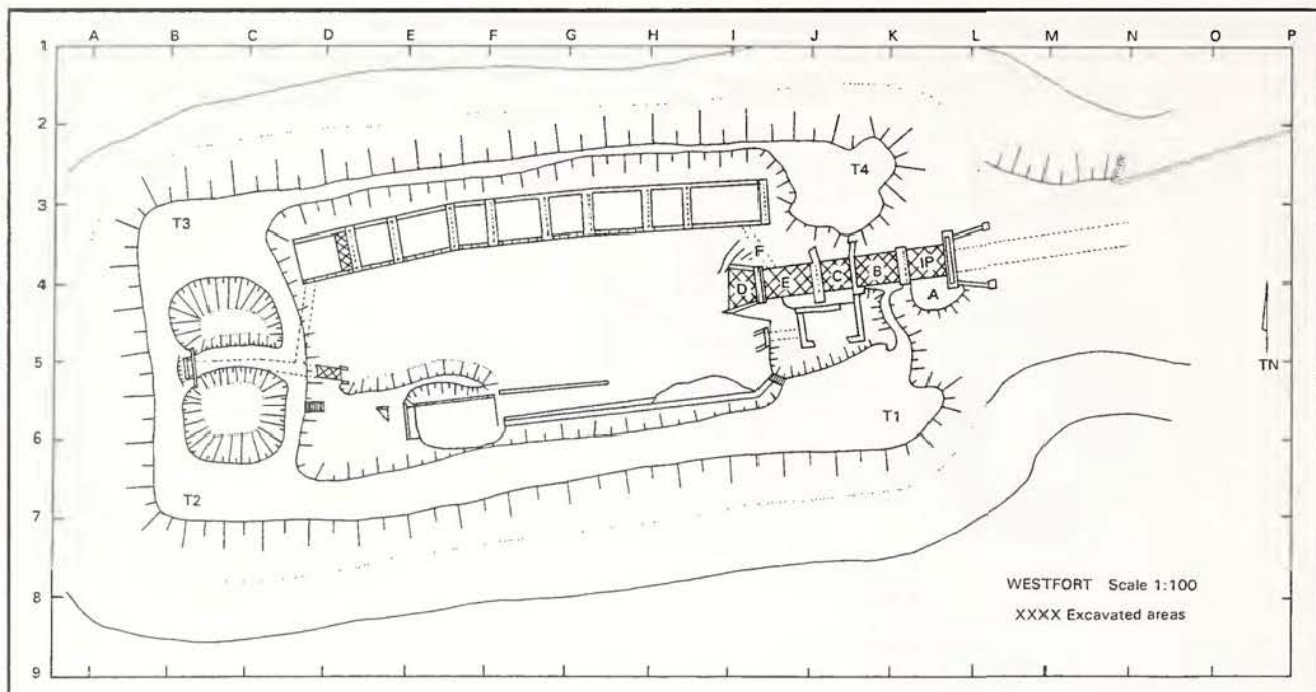 A B C D E F G H I J K L M N O P
1
2
T4
T3
3
F
IP
C B
E
4
D
A
5
TN
T1
6
T2
7
WESTFORT Scale 1:100
8
XXXX Excavated areas
9